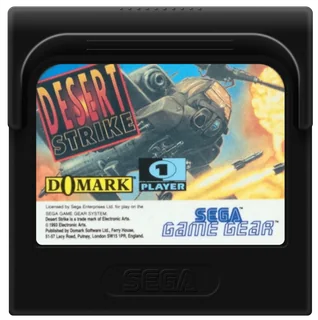 DESERT
STRIKE
DOMARK
1
PLAYER
Licensed by Sega Enterprises Ltd. for play on the
SEGA GAME GEAR SYSTEM.
Desert Strike is a trade mark of Electronic Arts.
© 1993 Electronic Arts.
Published by Domark Software Ltd., Ferry House,
51-57 Lacy Road, Putney, London SW15 1PR, England.
SEGA
GAME GEAR
SEGA